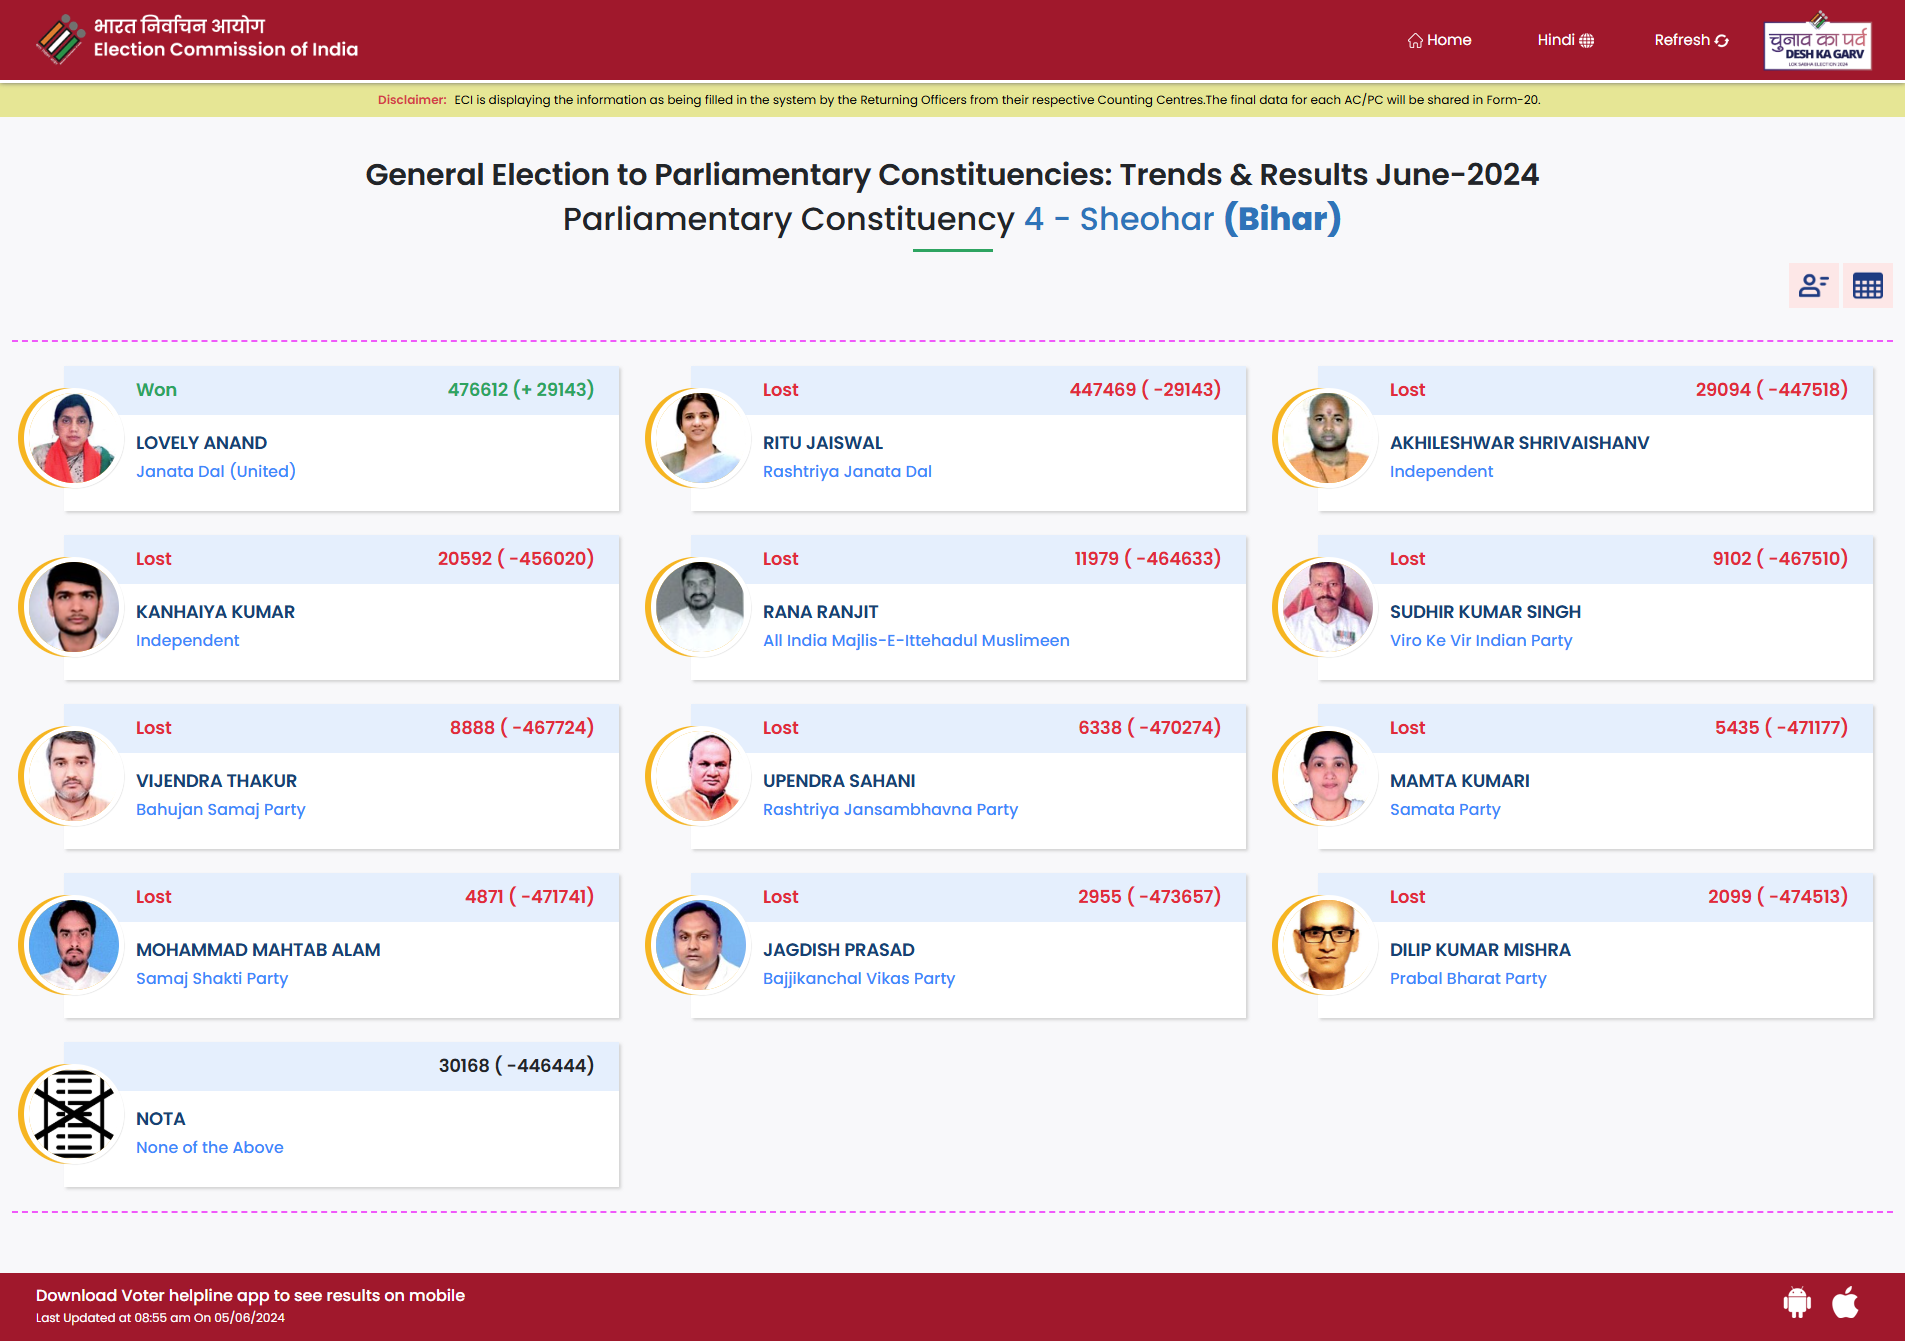 भारत निर्वाचन आयोग
Election Commission of India
Home
Hindi
Refresh
चुनाव का पर्व
DESH KA GARV
LOK SABHA ELECTION 2024
Disclaimer: ECI is displaying the information as being filled in the system by the Returning Officers from their respective Counting Centres.The final data for each AC/PC will be shared in Form-20.
General Election to Parliamentary Constituencies: Trends & Results June-2024
Parliamentary Constituency 4 - Sheohar (Bihar)
Won 476612 (+ 29143)
LOVELY ANAND
Janata Dal (United)
Lost 447469 ( -29143)
RITU JAISWAL
Rashtriya Janata Dal
Lost 29094 ( -447518)
AKHILESHWAR SHRIVAISHANV
Independent
Lost 20592 ( -456020)
KANHAIYA KUMAR
Independent
Lost 11979 ( -464633)
RANA RANJIT
All India Majlis-E-Ittehadul Muslimeen
Lost 9102 ( -467510)
SUDHIR KUMAR SINGH
Viro Ke Vir Indian Party
Lost 8888 ( -467724)
VIJENDRA THAKUR
Bahujan Samaj Party
Lost 6338 ( -470274)
UPENDRA SAHANI
Rashtriya Jansambhavna Party
Lost 5435 ( -471177)
MAMTA KUMARI
Samata Party
Lost 4871 ( -471741)
MOHAMMAD MAHTAB ALAM
Samaj Shakti Party
Lost 2955 ( -473657)
JAGDISH PRASAD
Bajjikanchal Vikas Party
Lost 2099 ( -474513)
DILIP KUMAR MISHRA
Prabal Bharat Party
30168 ( -446444)
NOTA
None of the Above
Download Voter helpline app to see results on mobile
Last Updated at 08:55 am On 05/06/2024